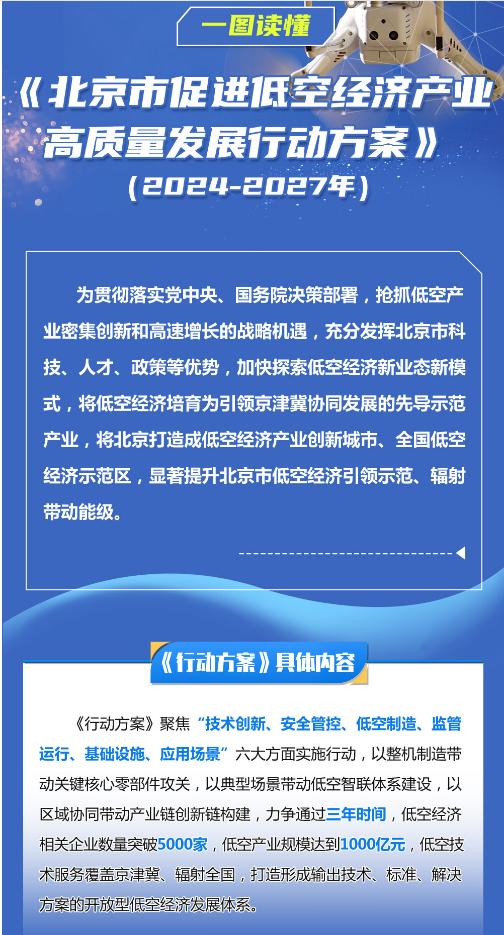 一图读懂
《北京市促进低空经济产业
高质量发展行动方案》
(2024-2027年)
为贯彻落实党中央、国务院决策部署，抢抓低空产
业密集创新和高速增长的战略机遇，充分发挥北京市科
技、人才、政策等优势，加快探索低空经济新业态新模
式，将低空经济培育为引领京津冀协同发展的先导示范
产业，将北京打造成低空经济产业创新城市、全国低空
经济示范区，显著提升北京市低空经济引领示范、辐射
带动能级。
《行动方案》具体内容
《行动方案》聚焦“技术创新、安全管控、低空制造、监管
运行、基础设施、应用场景”六大方面实施行动，以整机制造带
动关键核心零部件攻关，以典型场景带动低空智联体系建设，以
区域协同带动产业链创新链构建，力争通过三年时间，低空经济
相关企业数量突破5000家，低空产业规模达到1000亿元，低空技
术服务覆盖京津冀、辐射全国，打造形成输出技术、标准、解决
方案的开放型低空经济发展体系。